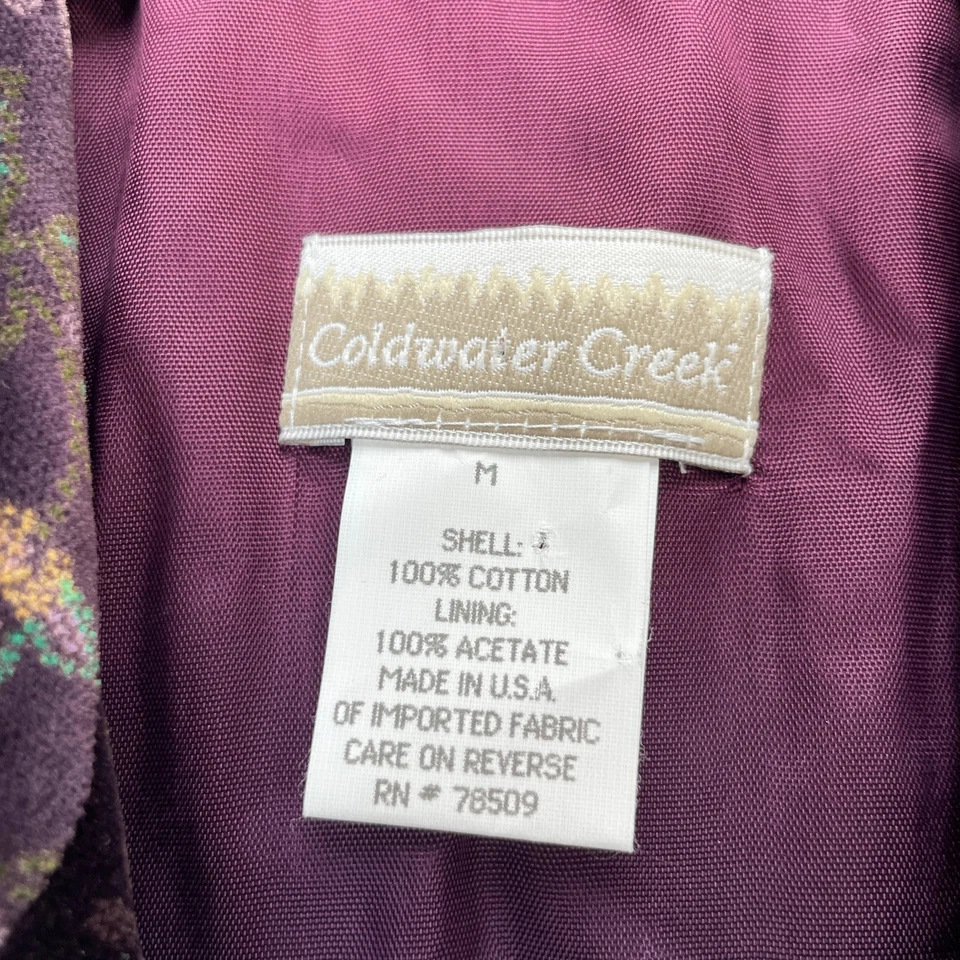 Coldwater Creek
M
SHELL:
100% COTTON
LINING:
100% ACETATE
MADE IN U.S.A.
OF IMPORTED FABRIC
CARE ON REVERSE
RN # 78509